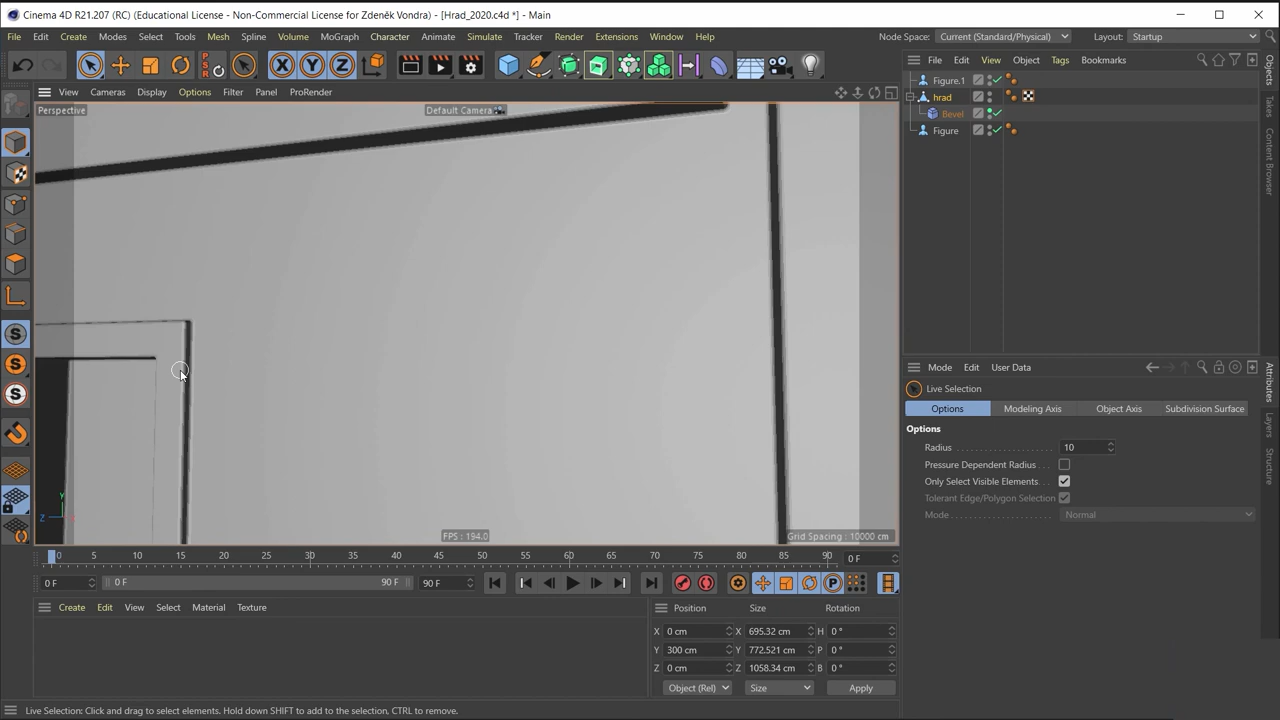 Cinema 4D R21.207 (RC) (Educational License - Non-Commercial License for Zdeněk Vondra) - [Hrad_2020.c4d *] - Main
File Edit Create Modes Select Tools Mesh Spline Volume MoGraph Character Animate Simulate Tracker Render Extensions Window Help
Node Space: Current (Standard/Physical) Layout: Startup
X Y Z
PSR
View Cameras Display Options Filter Panel ProRender
File Edit View Object Tags Bookmarks
Perspective
Default Camera
Figure.1
hrad
Bevel
Figure
Objects
Takes
Content Browser
Mode Edit User Data
Live Selection
Options Modeling Axis Object Axis Subdivision Surface
Options
Radius 10
Pressure Dependent Radius
Only Select Visible Elements
Tolerant Edge/Polygon Selection
Mode Normal
Attributes
Layers
Structure
S
S
S
Y
Z
FPS : 194.0
Grid Spacing : 10000 cm
0 5 10 15 20 25 30 35 40 45 50 55 60 65 70 75 80 85 90 0 F
0 F 0 F 90 F 90 F P
Create Edit View Select Material Texture
Position Size Rotation
X 0 cm X 695.32 cm H 0 °
Y 300 cm Y 772.521 cm P 0 °
Z 0 cm Z 1058.34 cm B 0 °
Object (Rel) Size Apply
Live Selection: Click and drag to select elements. Hold down SHIFT to add to the selection, CTRL to remove.